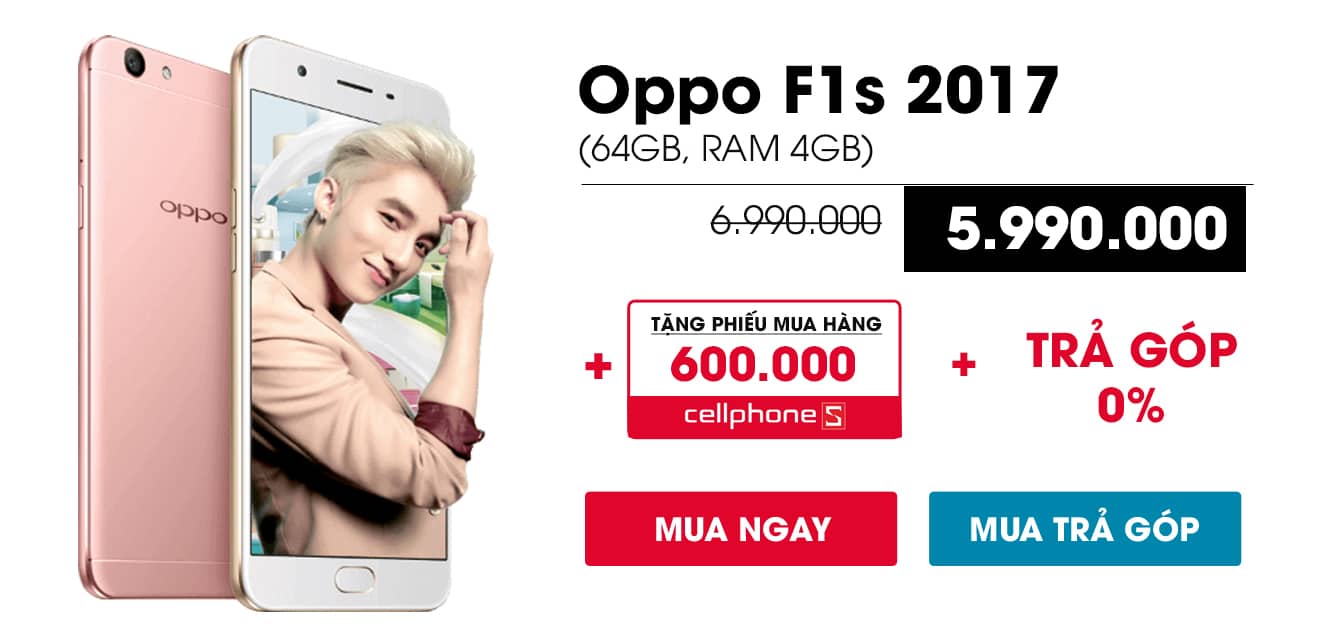 oppo
Oppo F1s 2017
(64GB, RAM 4GB)
6.990.000
5.990.000
+
TẶNG PHIẾU MUA HÀNG
600.000
cellphone S
+
TRẢ GÓP
0%
MUA NGAY
MUA TRẢ GÓP